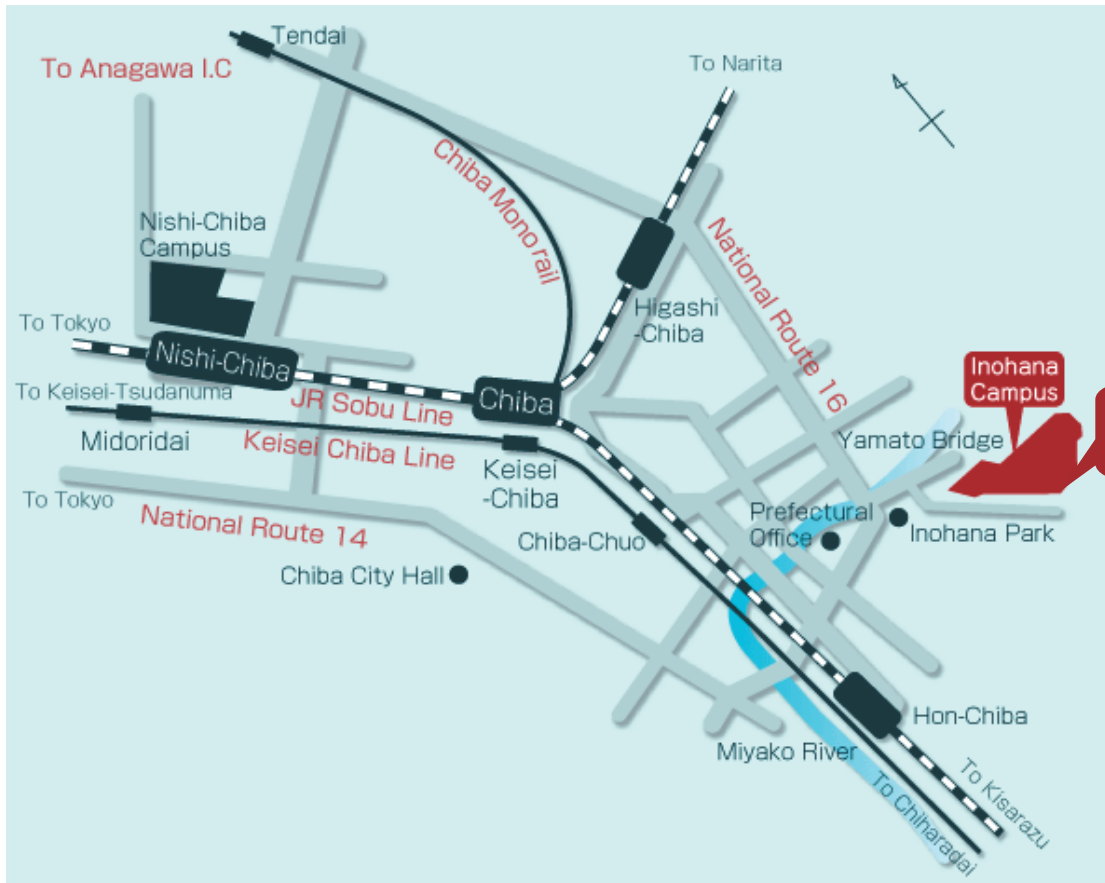 Tendai
To Anagawa I.C
To Narita
Chiba Monorail
Nishi-Chiba
Campus
National Route 16
Higashi
-Chiba
To Tokyo
Nishi-Chiba
Inohana
Campus
To Keisei-Tsudanuma
JR Sobu Line
Chiba
Midoridai
Keisei Chiba Line
Yamato Bridge
Keisei
-Chiba
To Tokyo
National Route 14
Prefectural
Office
Inohana Park
Chiba-Chuo
Chiba City Hall
Hon-Chiba
Miyako River
To Kisarazu
To Chiharadai